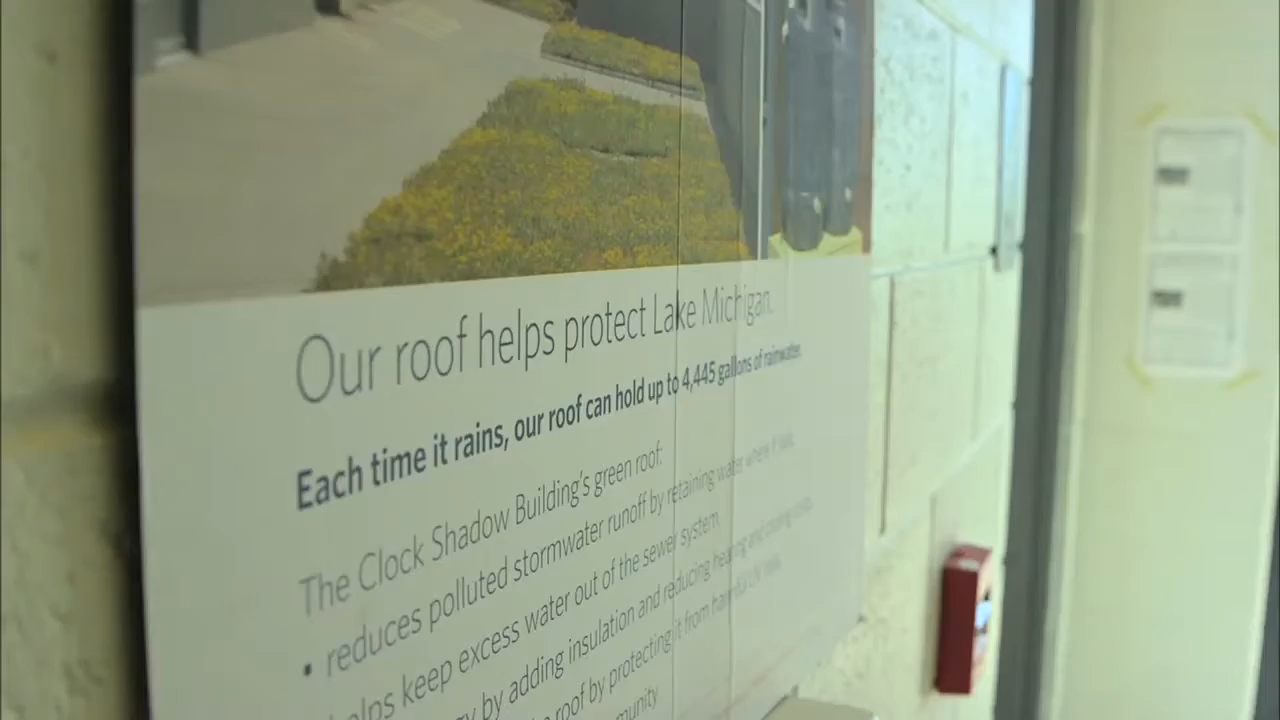 Our roof helps protect Lake Michigan.
Each time it rains, our roof can hold up to 4,445 gallons of rainwater.
The Clock Shadow Building's green roof:
• reduces polluted stormwater runoff by retaining water where it falls.
helps keep excess water out of the sewer system.
by adding insulation and reducing heating and cooling costs.
roof by protecting it from harmful UV